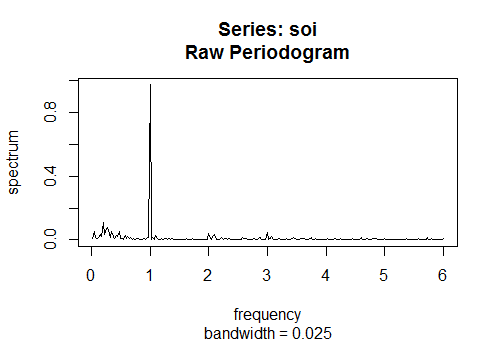 Series: soi
Raw Periodogram
spectrum
0.8
0.4
0.0
0 1 2 3 4 5 6
frequency
bandwidth = 0.025